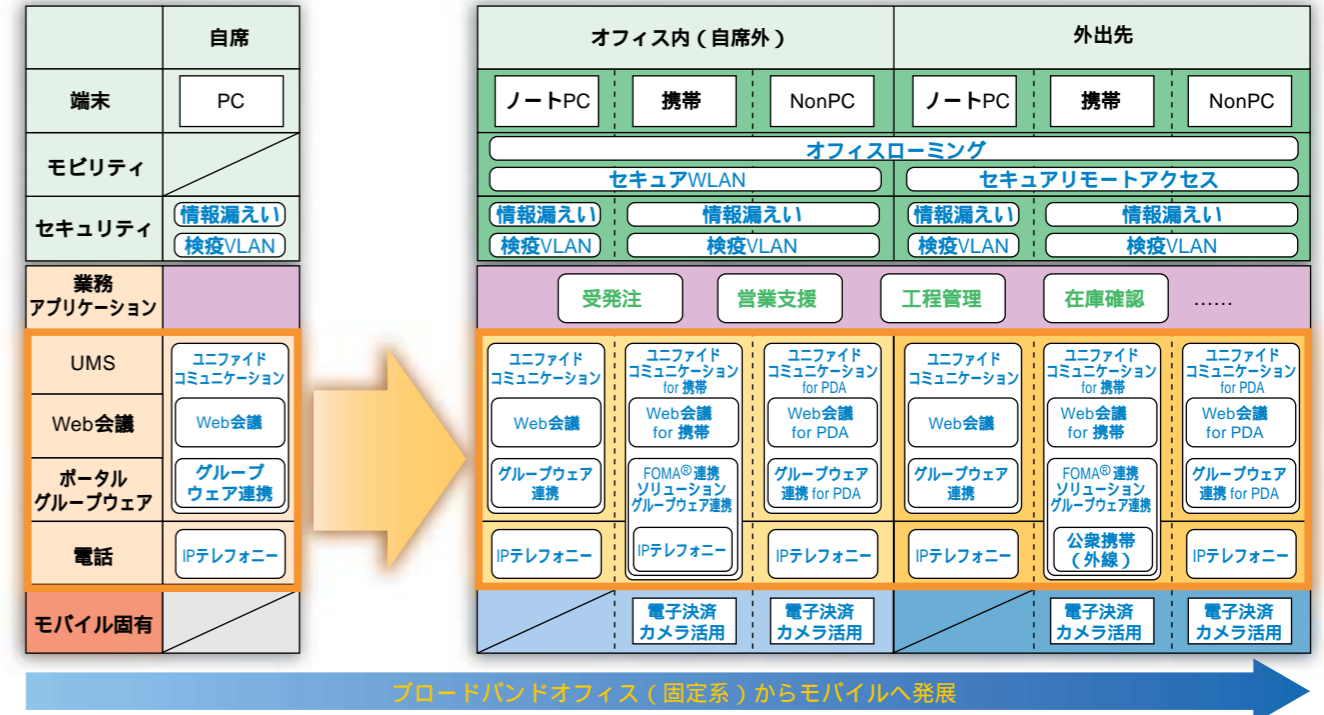 自席
オフィス内（自席外）
外出先
端末
PC
ノートPC
携帯
NonPC
ノートPC
携帯
NonPC
モビリティ
オフィスローミング
セキュアWLAN
セキュアリモートアクセス
セキュリティ
情報漏えい
情報漏えい
情報漏えい
情報漏えい
情報漏えい
検疫VLAN
検疫VLAN
検疫VLAN
検疫VLAN
検疫VLAN
業務
アプリケーション
受発注
営業支援
工程管理
在庫確認
……
UMS
ユニファイド
コミュニケーション
ユニファイド
コミュニケーション
ユニファイド
コミュニケーション
for 携帯
ユニファイド
コミュニケーション
for PDA
ユニファイド
コミュニケーション
ユニファイド
コミュニケーション
for 携帯
ユニファイド
コミュニケーション
for PDA
Web会議
Web会議
Web会議
Web会議
for 携帯
Web会議
for PDA
Web会議
Web会議
for 携帯
Web会議
for PDA
ポータル
グループウェア
グループ
ウェア連携
グループウェア
連携
FOMA®連携
ソリューション
グループウェア連携
グループウェア
連携 for PDA
グループウェア
連携
FOMA®連携
ソリューション
グループウェア連携
グループウェア
連携 for PDA
電話
IPテレフォニー
IPテレフォニー
IPテレフォニー
IPテレフォニー
IPテレフォニー
公衆携帯
（外線）
IPテレフォニー
モバイル固有
電子決済
カメラ活用
電子決済
カメラ活用
電子決済
カメラ活用
電子決済
カメラ活用
ブロードバンドオフィス（固定系）からモバイルへ発展